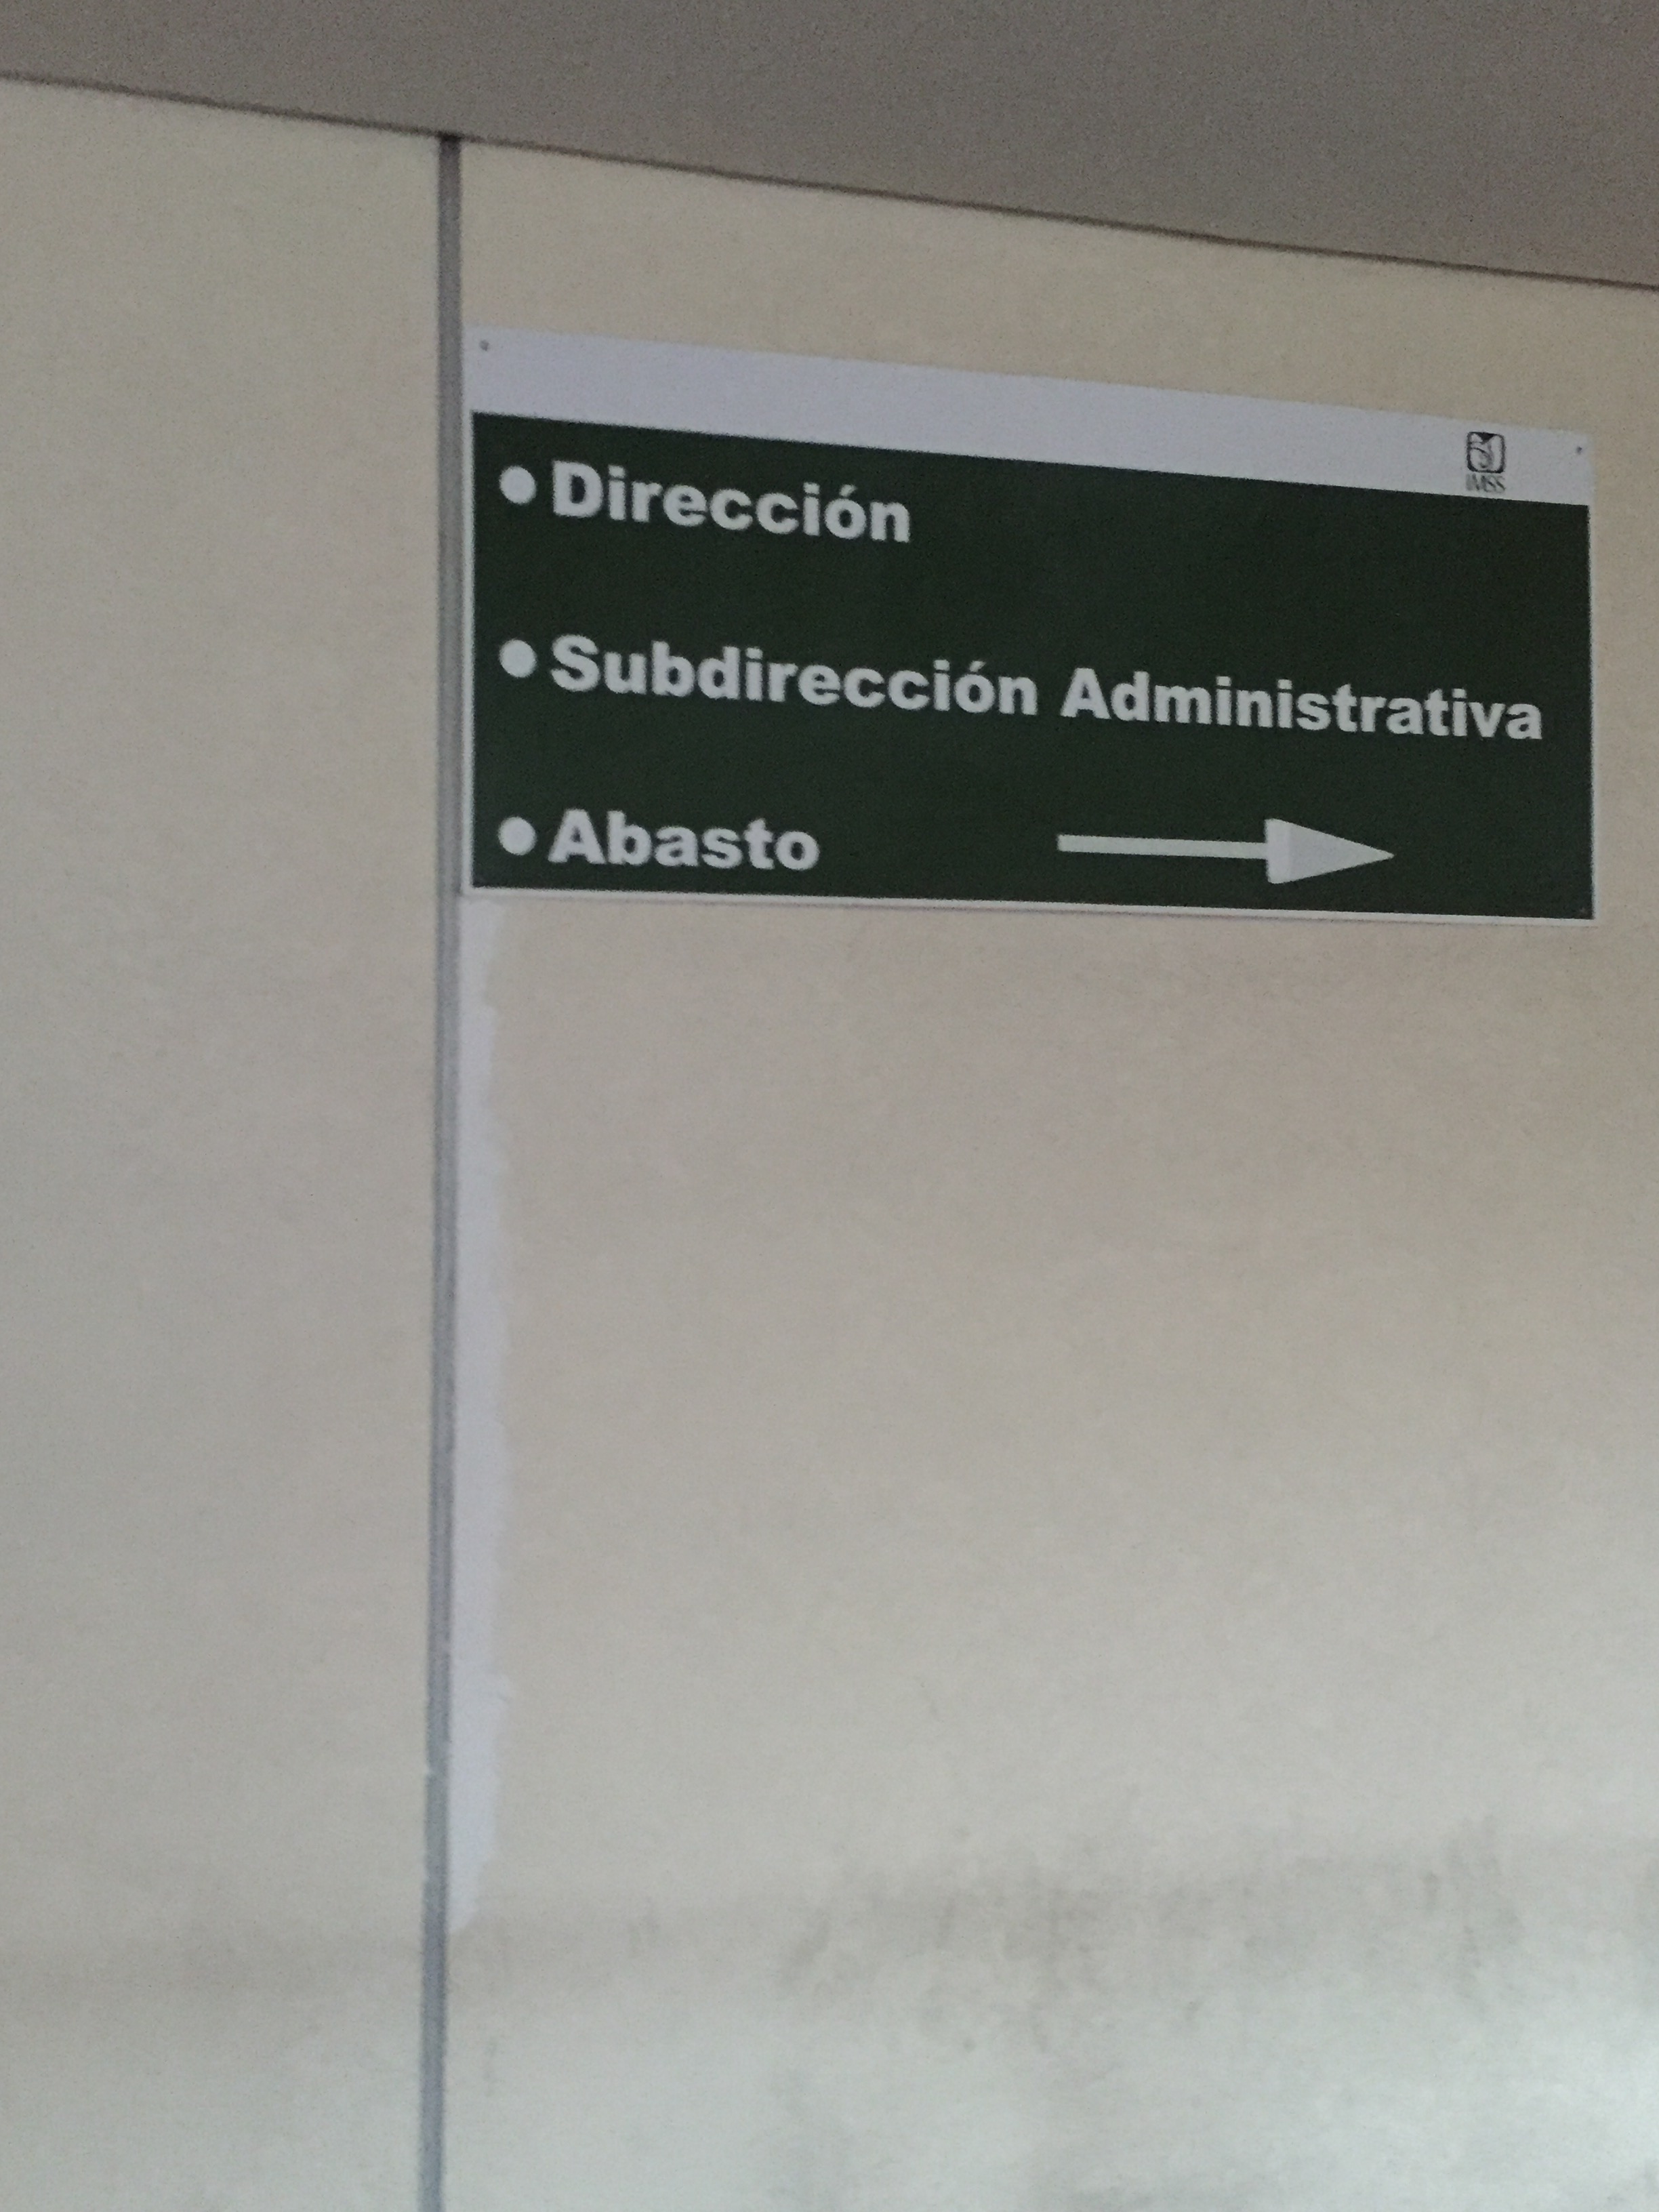 IMSS
• Dirección
• Subdirección Administrativa
• Abasto